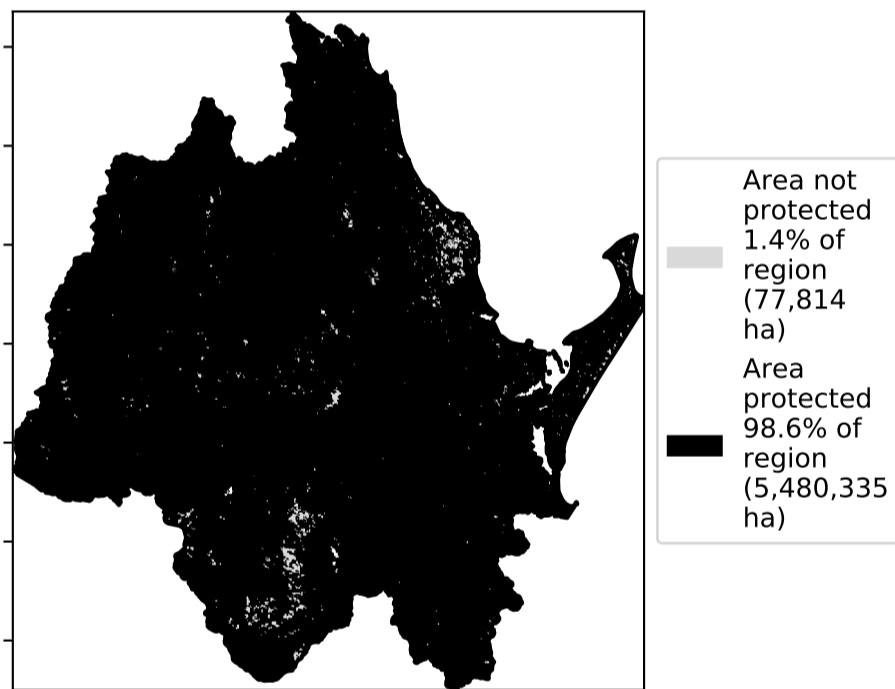 Area not
protected
1.4% of
region
(77,814
ha)
Area
protected
98.6% of
region
(5,480,335
ha)